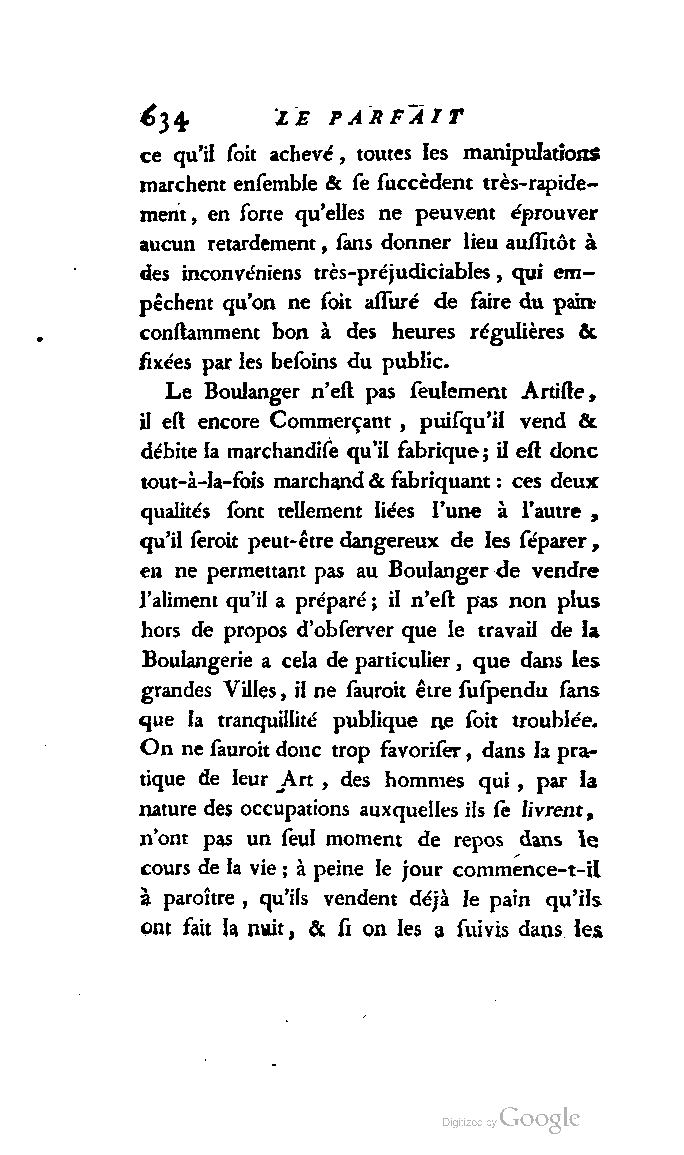 634 LE PARFAIT
ce qu'il ſoit achevé, toutes les manipulations
marchent enſemble & ſe ſuccèdent très-rapide-
ment, en ſorte qu'elles ne peuvent éprouver
aucun retardement, ſans donner lieu auſſitôt à
des inconvéniens très-préjudiciables, qui em-
pêchent qu'on ne ſoit aſſuré de faire du pain
conſtamment bon à des heures régulières &
fixées par les beſoins du public.
Le Boulanger n'eſt pas ſeulement Artiſte,
il eſt encore Commerçant, puiſqu'il vend &
débite la marchandiſe qu'il fabrique; il eſt donc
tout-à-la-fois marchand & fabriquant: ces deux
qualités ſont tellement liées l'une à l'autre,
qu'il ſeroit peut-être dangereux de les ſéparer,
en ne permettant pas au Boulanger de vendre
l'aliment qu'il a préparé; il n'eſt pas non plus
hors de propos d'obſerver que le travail de la
Boulangerie a cela de particulier, que dans les
grandes Villes, il ne ſauroit être ſuſpendu ſans
que la tranquillité publique ne ſoit troublée.
On ne ſauroit donc trop favoriſer, dans la pra-
tique de leur Art, des hommes qui, par la
nature des occupations auxquelles ils ſe livrent,
n'ont pas un ſeul moment de repos dans le
cours de la vie; à peine le jour commence-t-il
à paroître, qu'ils vendent déjà le pain qu'ils
ont fait la nuit, & ſi on les a ſuivis dans les
Digitized by Google